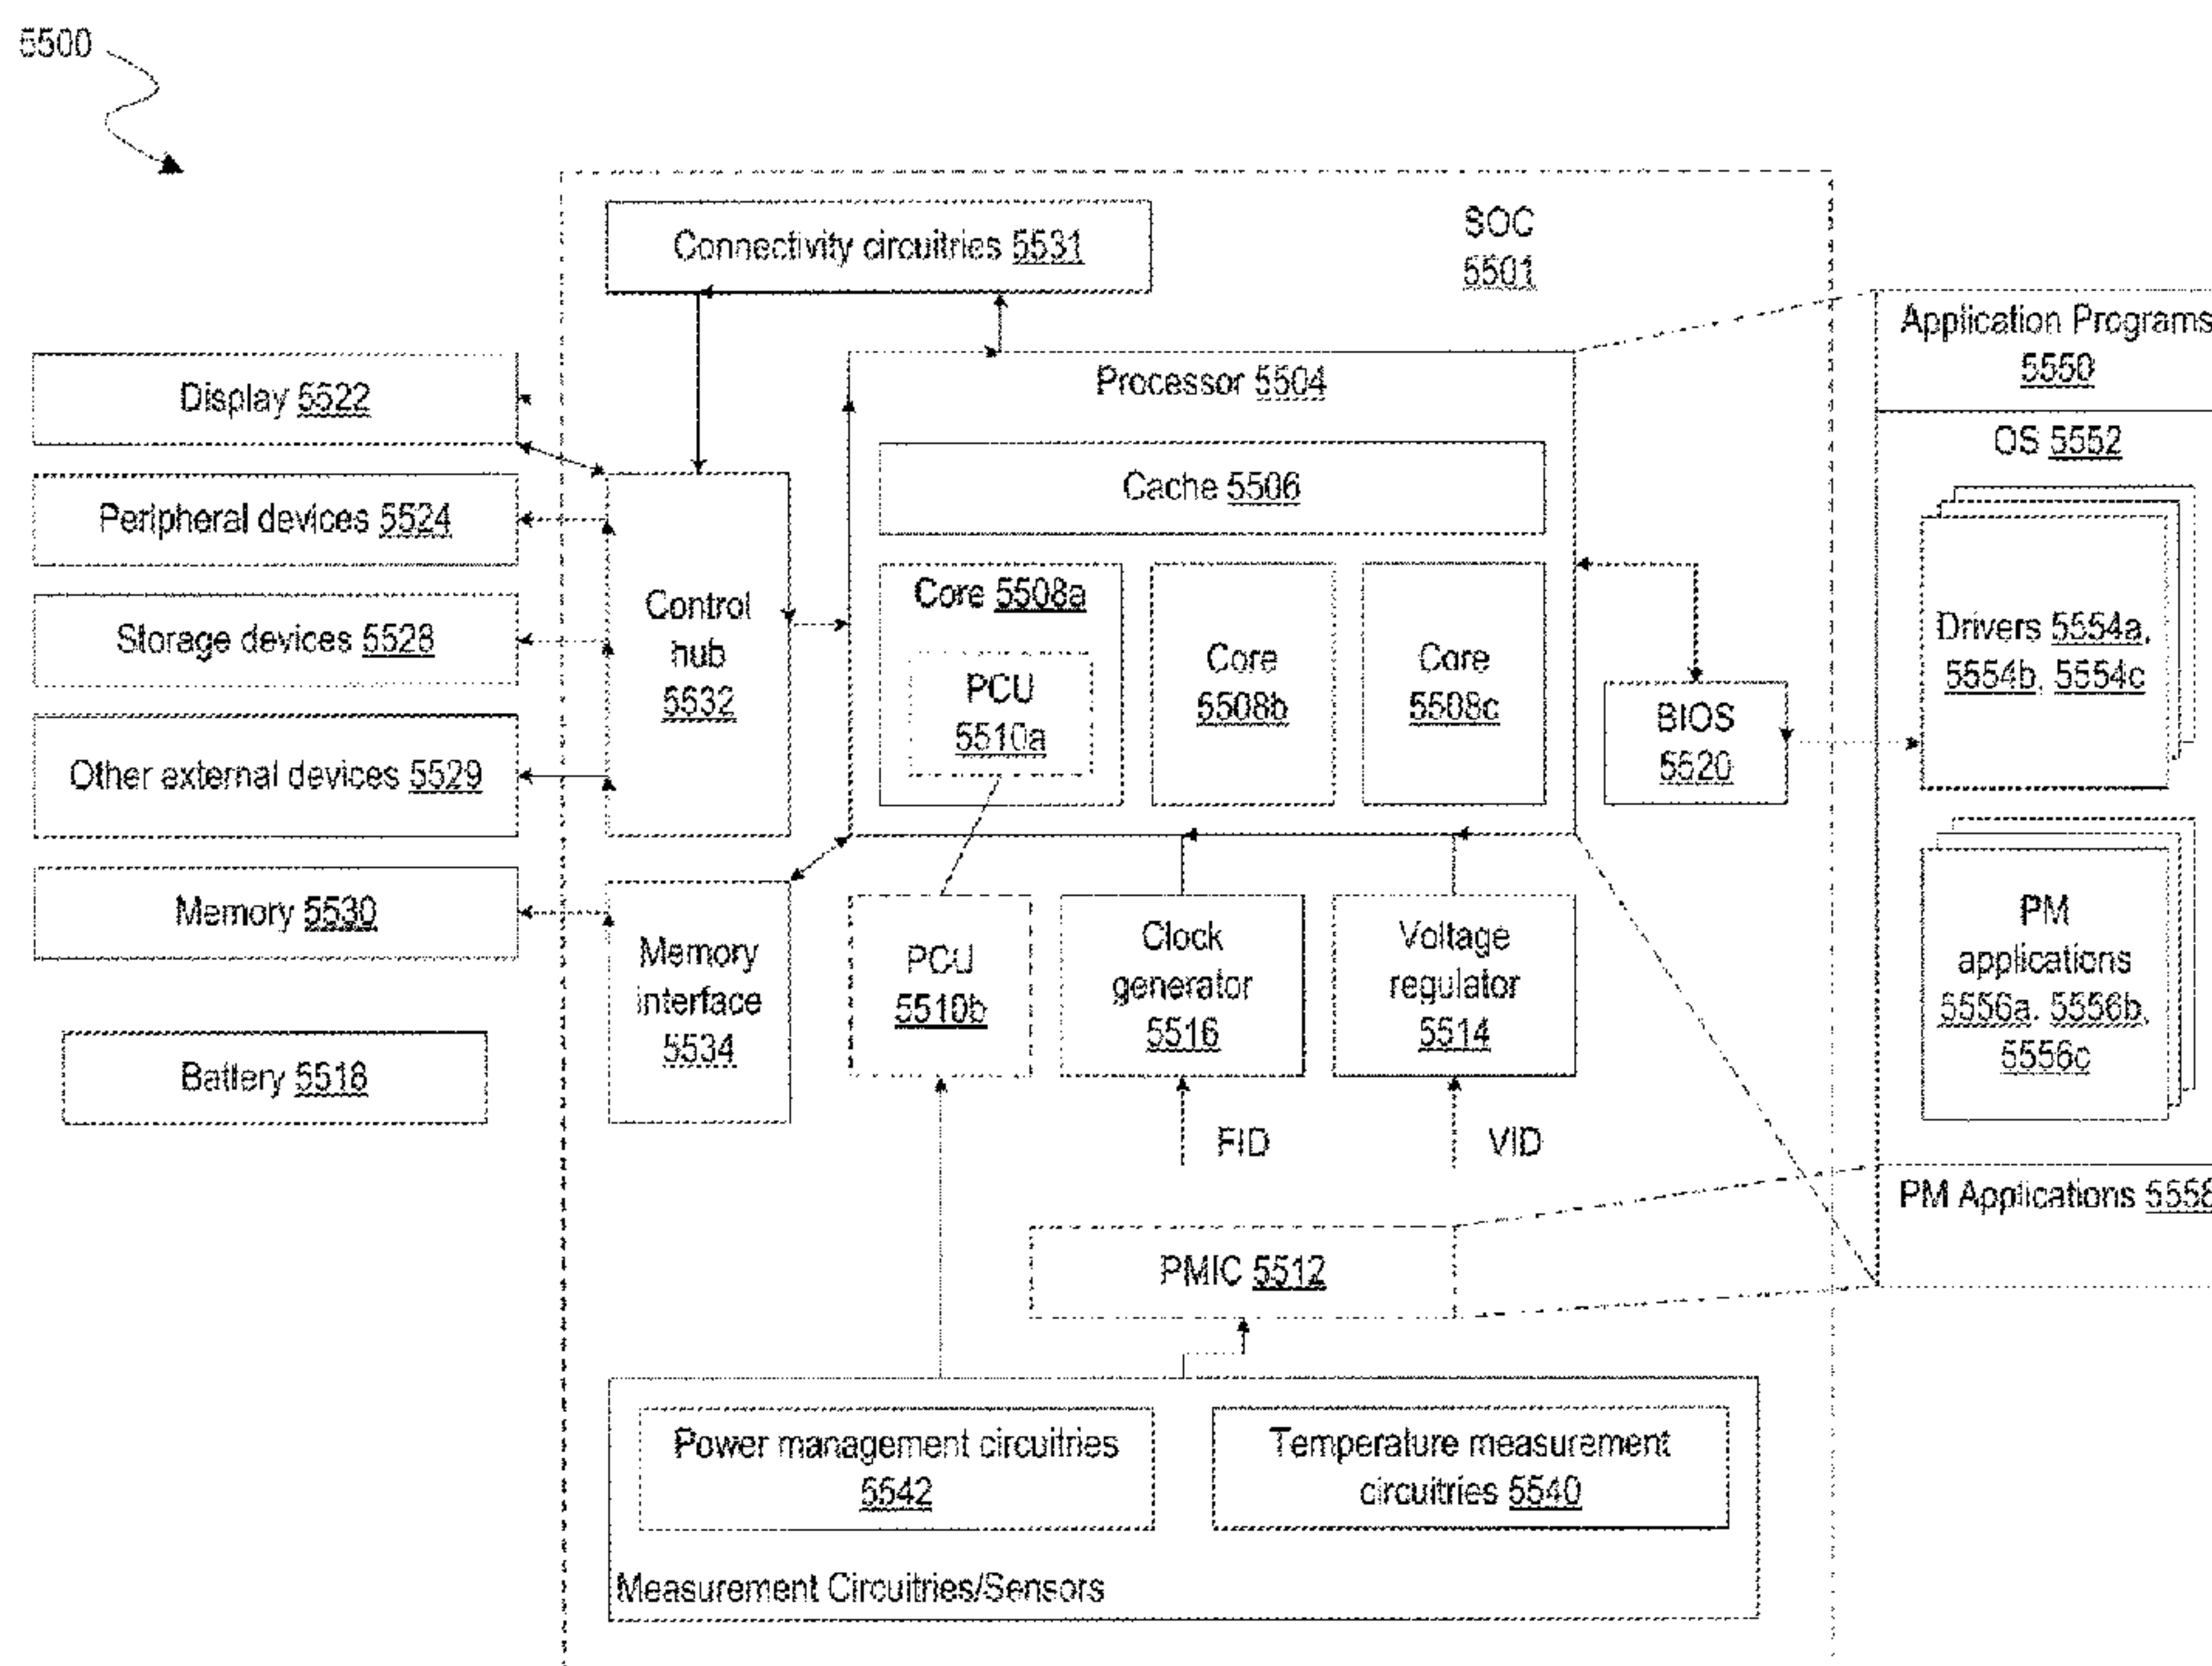 5500
SOC
5501
Connectivity circuitries 5531
Application Programs
5550
Display 5522
Processor 5504
OS 5552
Cache 5506
Peripheral devices 5524
Control
hub
5532
Core 5508a
PCU
5510a
Core
5508b
Core
5508c
Storage devices 5528
Drivers 5554a,
5554b, 5554c
BIOS
5520
Other external devices 5529
Memory 5530
Memory
interface
5534
PCU
5510b
Clock
generator
5516
Voltage
regulator
5514
PM
applications
5556a, 5556b,
5556c
Battery 5518
FID
VID
PM Applications 5558
PMIC 5512
Power management circuitries
5542
Temperature measurement
circuitries 5540
Measurement Circuitries/Sensors